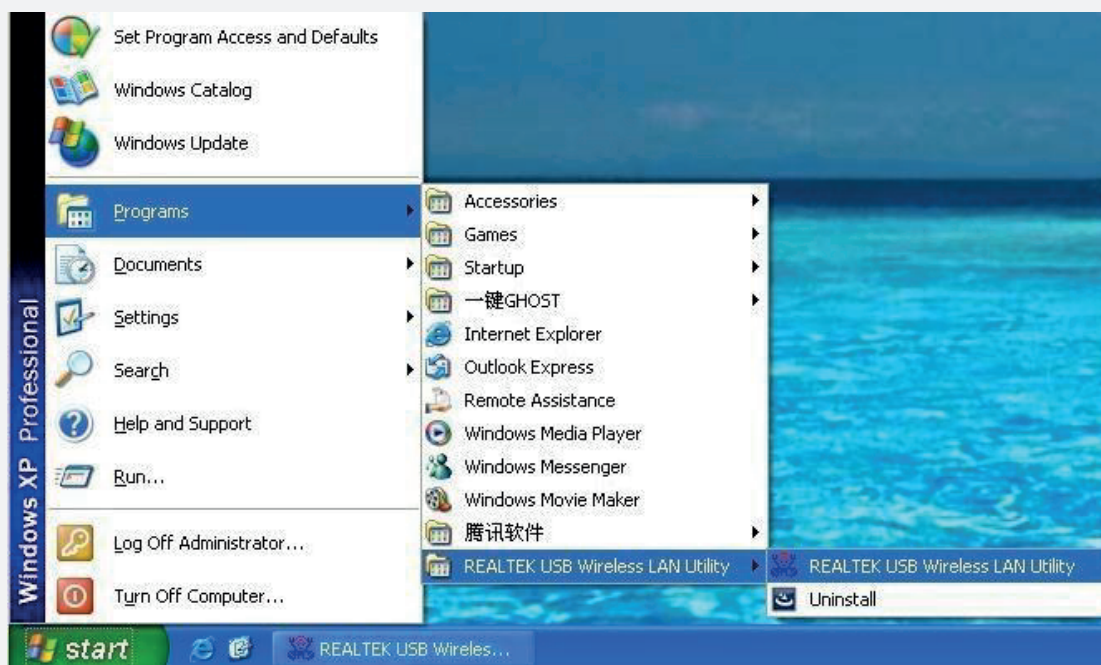 Set Program Access and Defaults
Windows Catalog
Windows Update
Programs
Documents
Settings
Search
Help and Support
Run...
Log Off Administrator...
Turn Off Computer...
Windows XP Professional
Accessories
Games
Startup
一键GHOST
Internet Explorer
Outlook Express
Remote Assistance
Windows Media Player
Windows Messenger
Windows Movie Maker
腾讯软件
REALTEK USB Wireless LAN Utility
REALTEK USB Wireless LAN Utility
Uninstall
start
REALTEK USB Wireles...